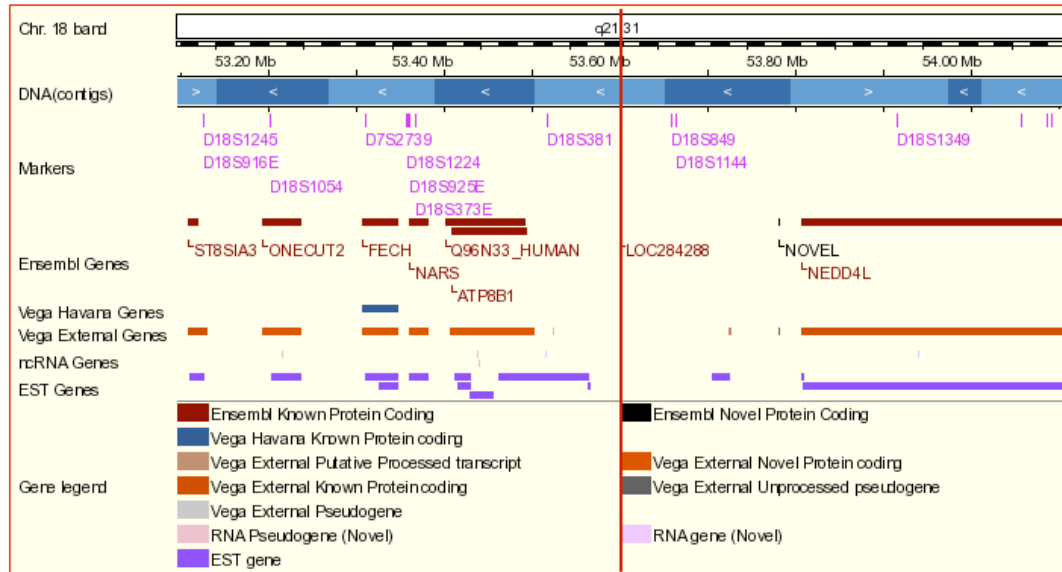 Chr. 18 band q21.31
53.20 Mb 53.40 Mb 53.60 Mb 53.80 Mb 54.00 Mb
DNA(contigs) > < < < < < > < <
Markers
D18S1245 D7S2739 D18S381 D18S849 D18S1349
D18S916E D18S1224 D18S1144
D18S1054 D18S925E
D18S373E
Ensembl Genes
ST8SIA3 ONECUT2 FECH Q96N33_HUMAN LOC284288 NOVEL
NARS NEDD4L
ATP8B1
Vega Havana Genes
Vega External Genes
ncRNA Genes
EST Genes
Gene legend
Ensembl Known Protein Coding Ensembl Novel Protein Coding
Vega Havana Known Protein coding
Vega External Putative Processed transcript Vega External Novel Protein coding
Vega External Known Protein coding Vega External Unprocessed pseudogene
Vega External Pseudogene
RNA Pseudogene (Novel) RNA gene (Novel)
EST gene